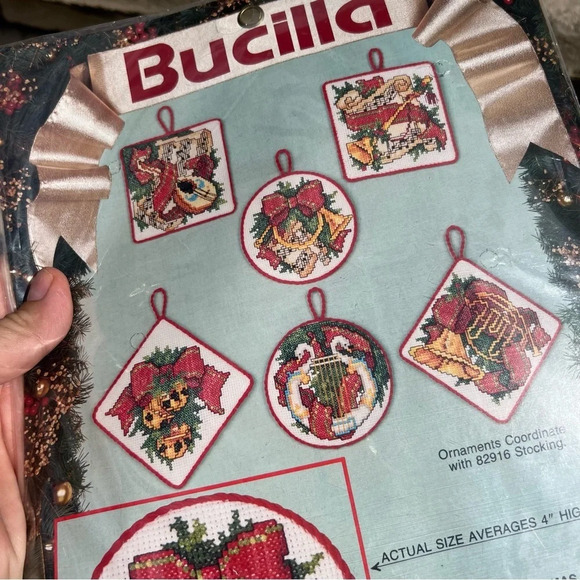 Bucilla
Ornaments Coordinate
with 82916 Stocking.
ACTUAL SIZE AVERAGES 4" HIG